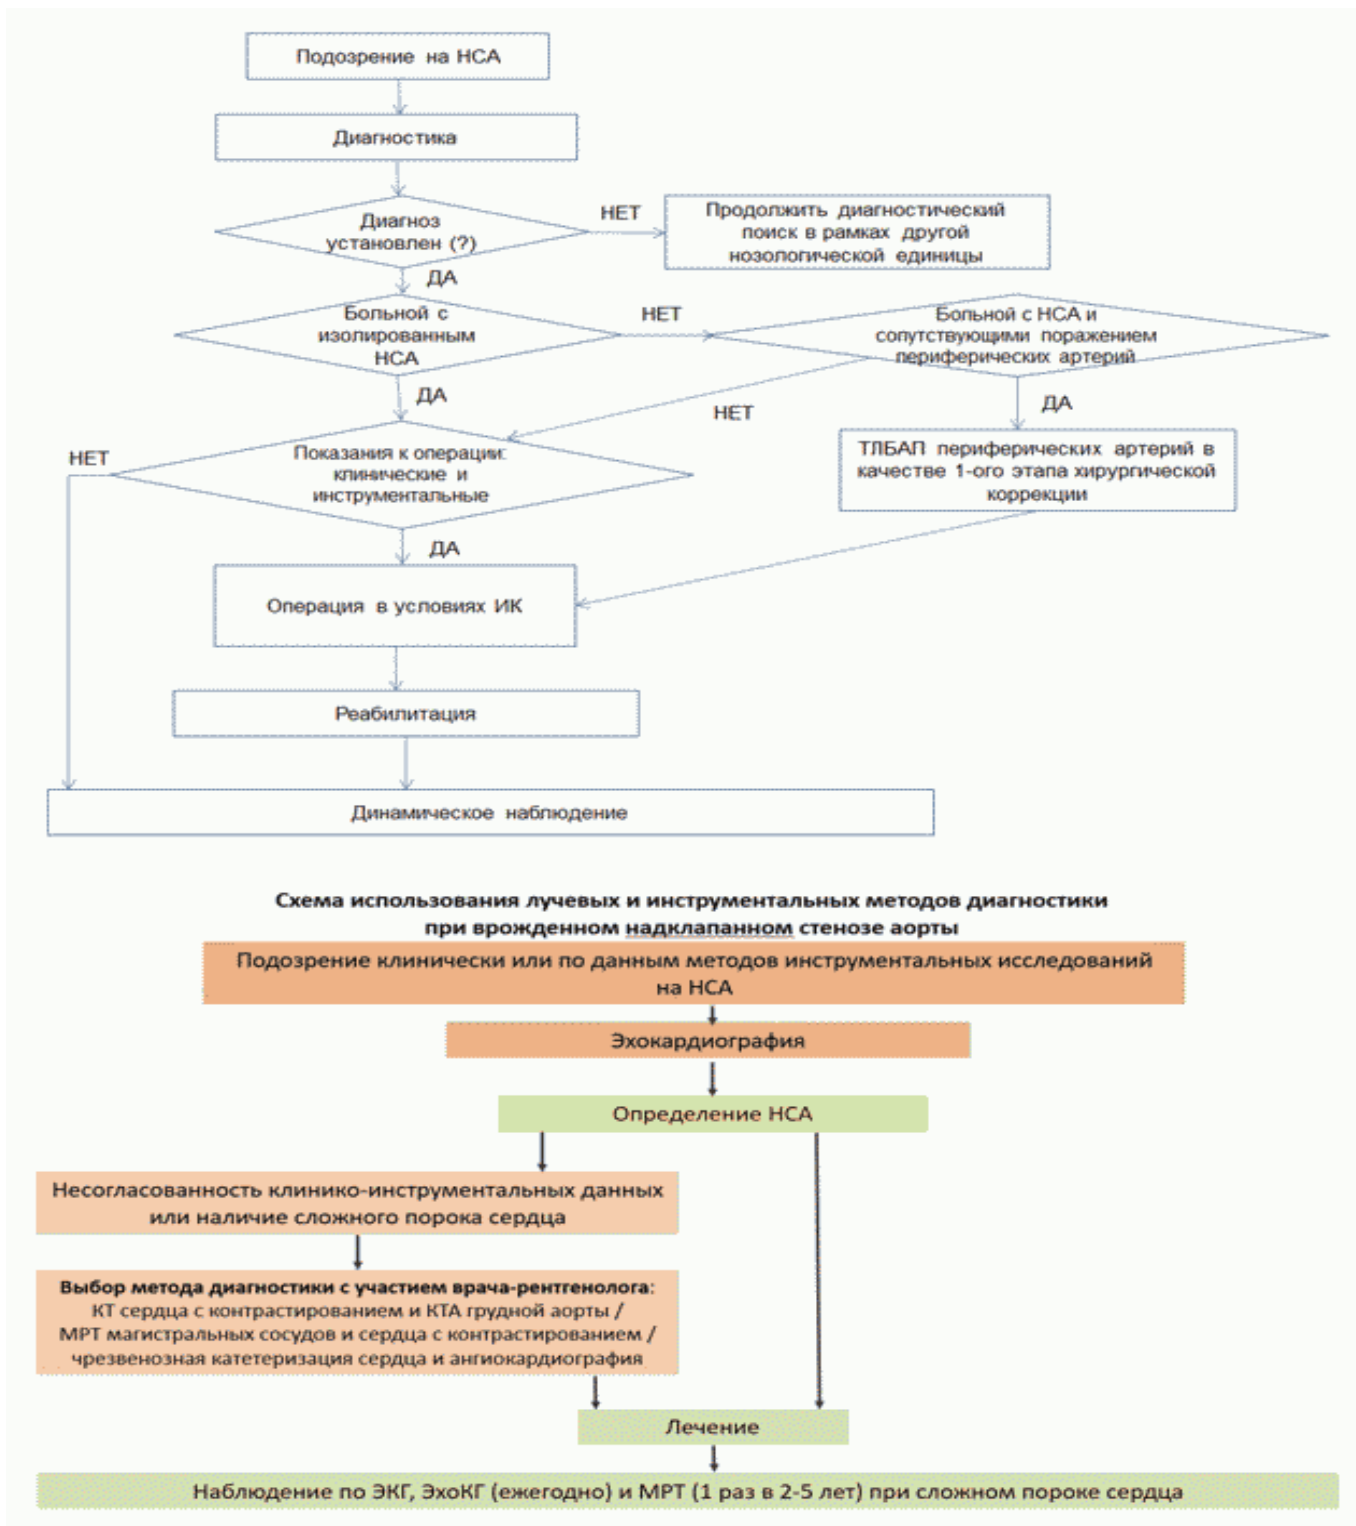 Подозрение на НСА
Диагностика
Диагноз
установлен (?)
НЕТ
Продолжить диагностический
поиск в рамках другой
нозологической единицы
ДА
Больной с
изолированным
НСА
НЕТ
Больной с НСА и
сопутствующими поражением
периферических артерий
ДА
НЕТ
ДА
НЕТ
Показания к операции:
клинические и
инструментальные
ТЛБАП периферических артерий в
качестве 1-ого этапа хирургической
коррекции
ДА
Операция в условиях ИК
Реабилитация
Динамическое наблюдение
Схема использования лучевых и инструментальных методов диагностики
при врожденном надклапанном стенозе аорты
Подозрение клинически или по данным методов инструментальных исследований
на НСА
Эхокардиография
Определение НСА
Несогласованность клинико-инструментальных данных
или наличие сложного порока сердца
Выбор метода диагностики с участием врача-рентгенолога:
КТ сердца с контрастированием и КТА грудной аорты /
МРТ магистральных сосудов и сердца с контрастированием /
чрезвенозная катетеризация сердца и ангиокардиография
Лечение
Наблюдение по ЭКГ, ЭхоКГ (ежегодно) и МРТ (1 раз в 2-5 лет) при сложном пороке сердца